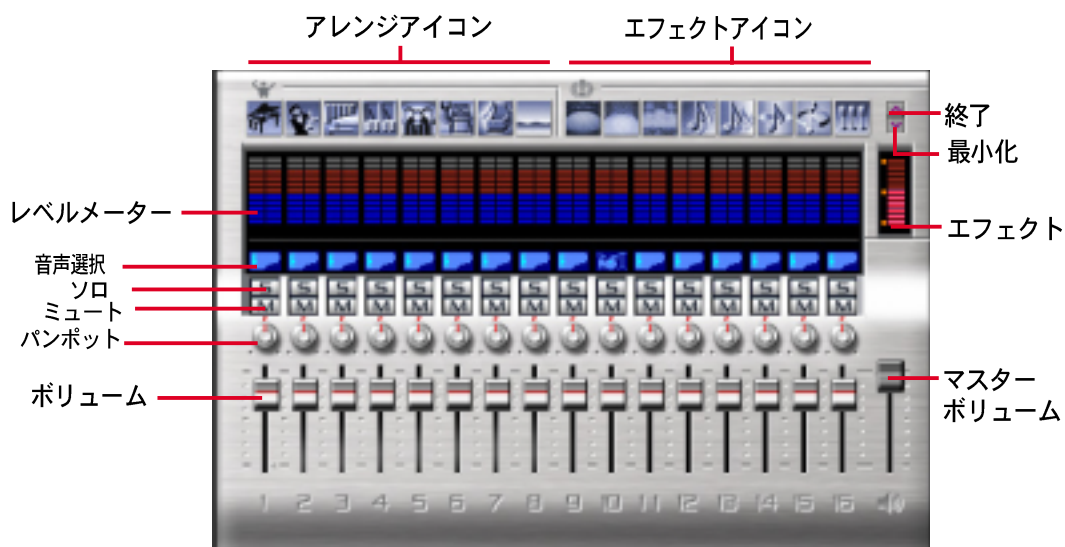 アレンジアイコン
エフェクトアイコン
終了
最小化
レベルメーター
エフェクト
音声選択
ソロ
S S S S S S S S S S S S S S S S
ミュート
M M M M M M M M M M M M M M M M
パンポット
ボリューム
マスター
ボリューム
1 2 3 4 5 6 7 8 9 10 11 12 13 14 15 16